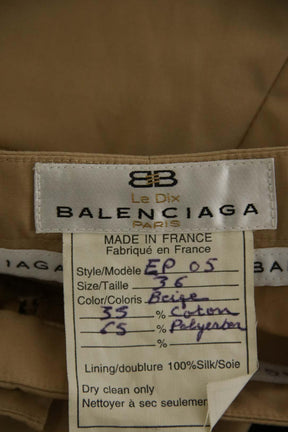 BB
Le Dix
BALENCIAGA
PARIS
MADE IN FRANCE
Fabriqué en France
IAGA
BA
Style/Modèle EP 05
Size/Taille 36
Color/Coloris Beige
35 % Coton
65 % Polyester
%
Lining/doublure 100%Silk/Soie
Dry clean only
Nettoyer à sec seulement